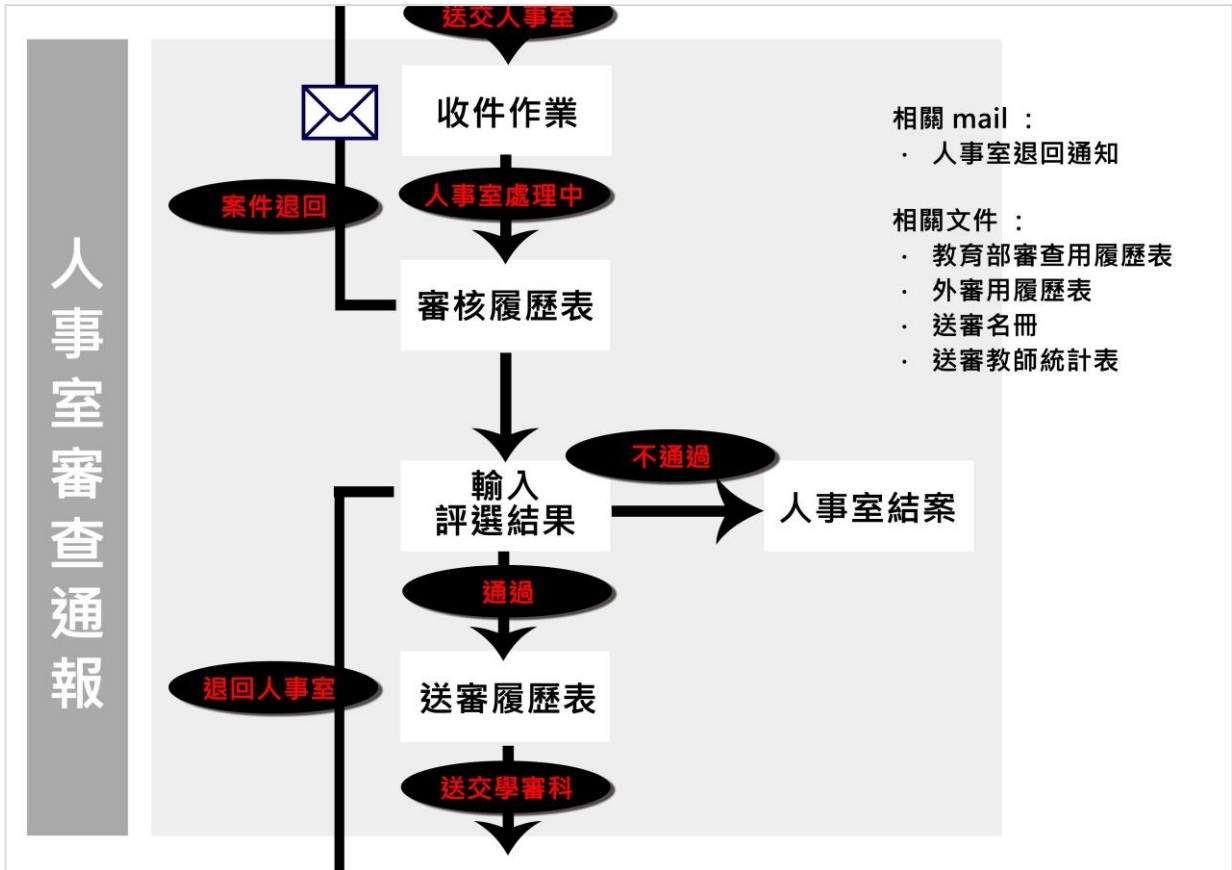 人事室審查通報
送交人事室
收件作業
人事室處理中
案件退回
審核履歷表
不通過
輸入
評選結果
人事室結案
通過
退回人事室
送審履歷表
送交學審科
相關 mail :
· 人事室退回通知
相關文件 :
· 教育部審查用履歷表
· 外審用履歷表
· 送審名冊
· 送審教師統計表